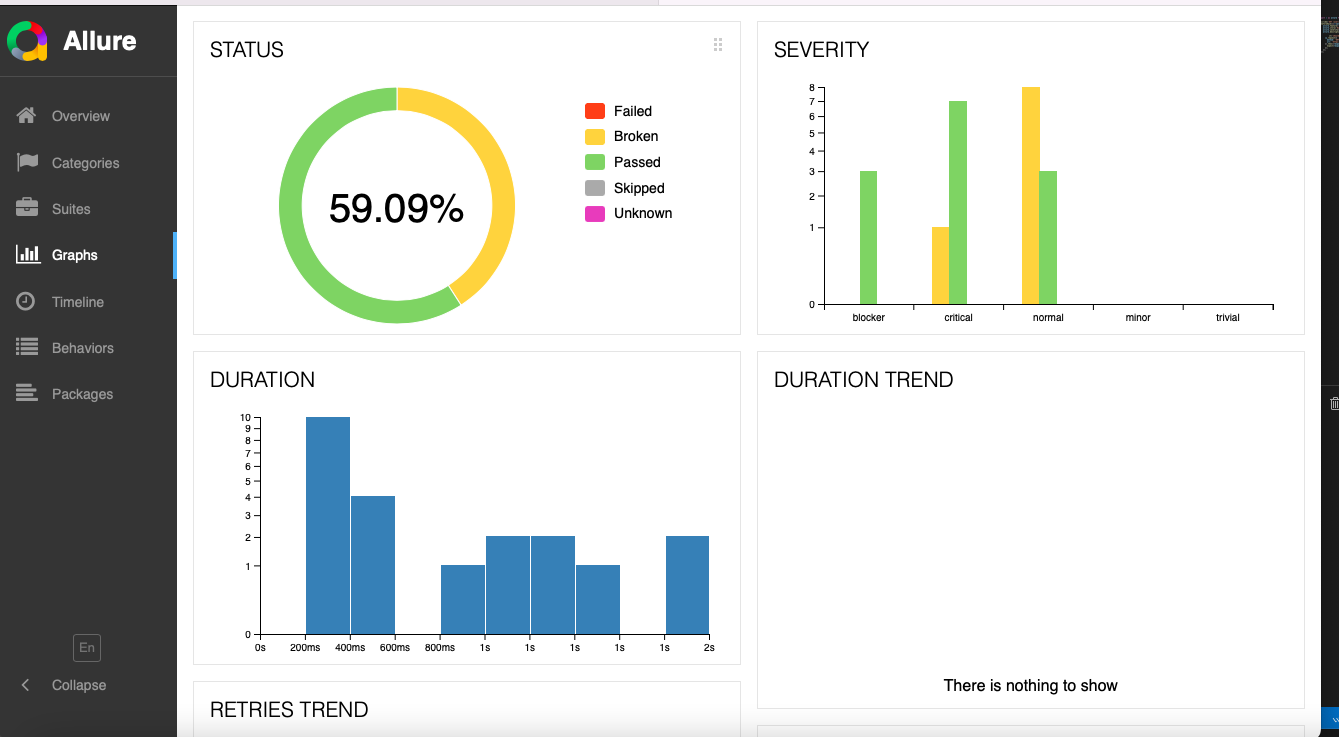 Allure
Overview
Categories
Suites
Graphs
Timeline
Behaviors
Packages
En
Collapse
STATUS
59.09%
Failed
Broken
Passed
Skipped
Unknown
SEVERITY
8
7
6
5
4
3
2
1
0
blocker critical normal minor trivial
DURATION
10
9
8
7
6
5
4
3
2
1
0
0s 200ms 400ms 600ms 800ms 1s 1s 1s 1s 1s 2s
DURATION TREND
There is nothing to show
RETRIES TREND